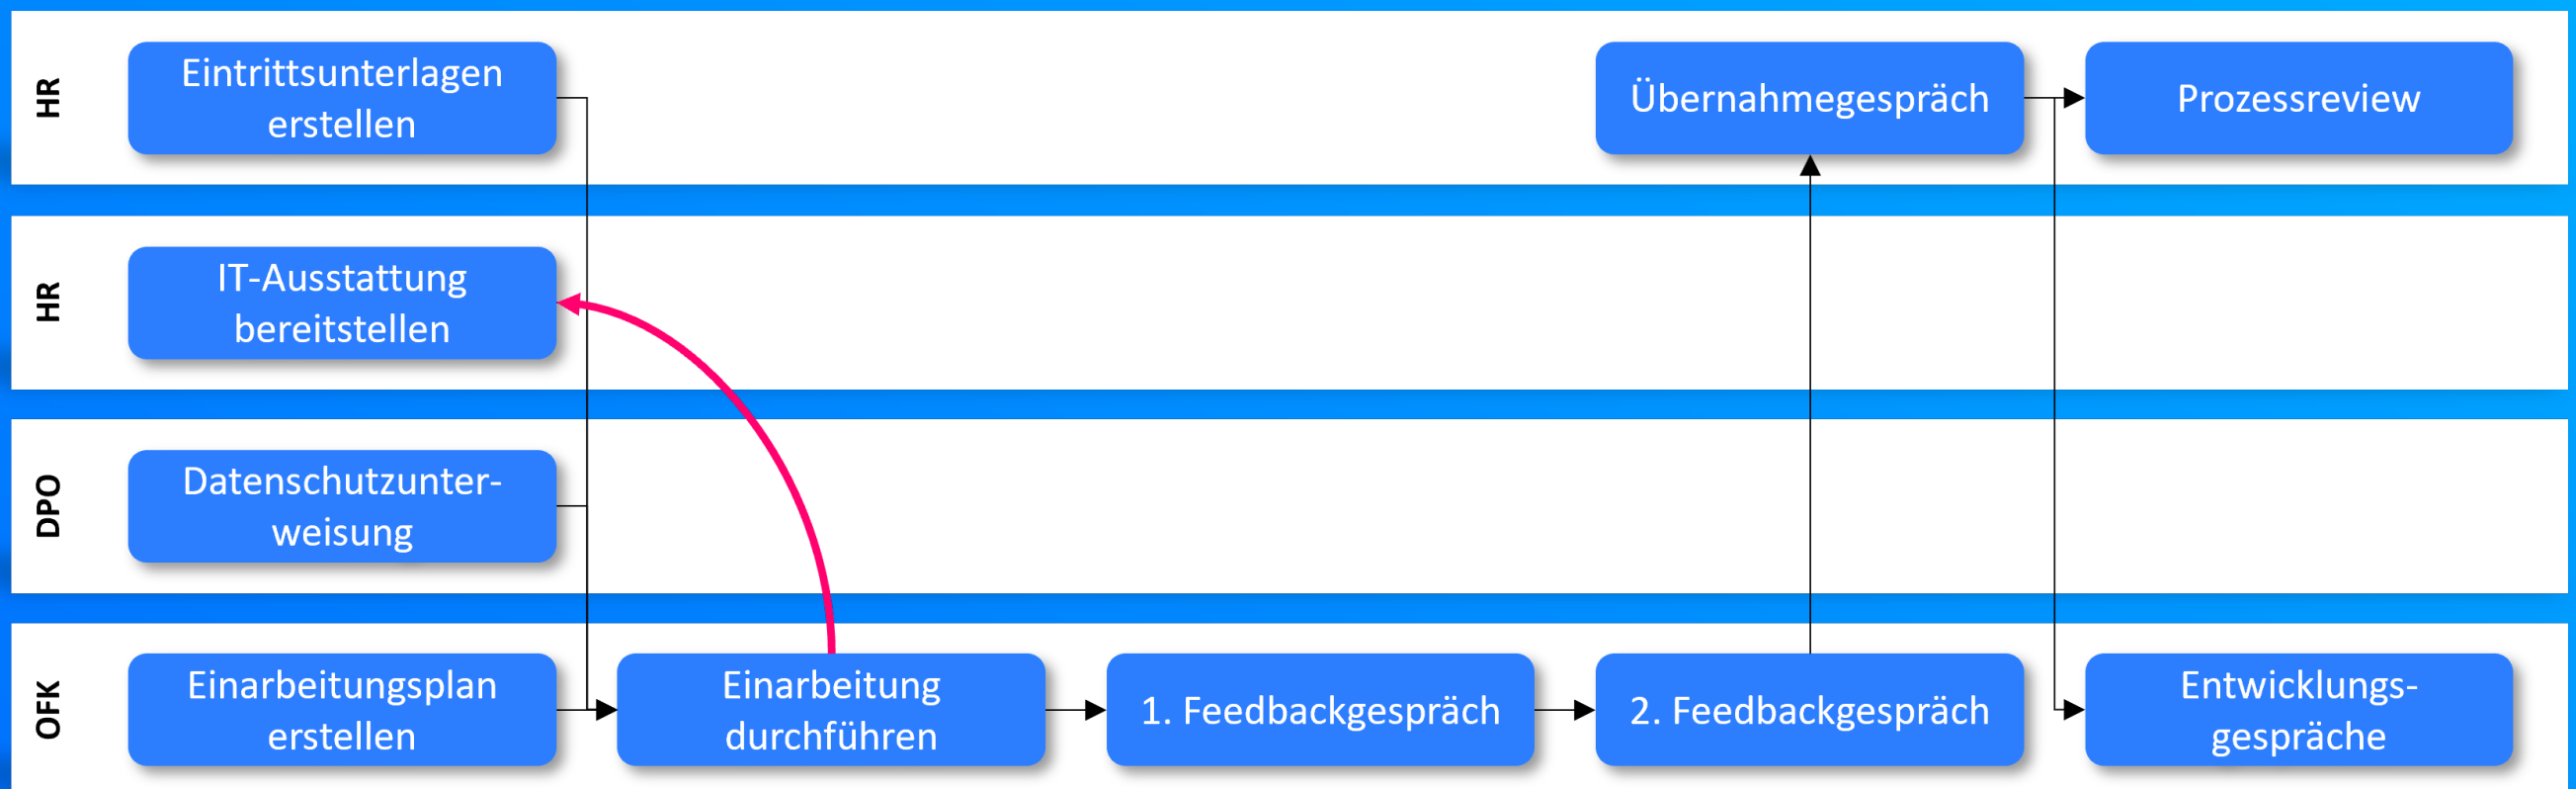 HR
Eintrittsunterlagen
erstellen
Übernahmegespräch
Prozessreview
HR
IT-Ausstattung
bereitstellen
DPO
Datenschutzunter-
weisung
OFK
Einarbeitungsplan
erstellen
Einarbeitung
durchführen
1. Feedbackgespräch
2. Feedbackgespräch
Entwicklungs-
gespräche